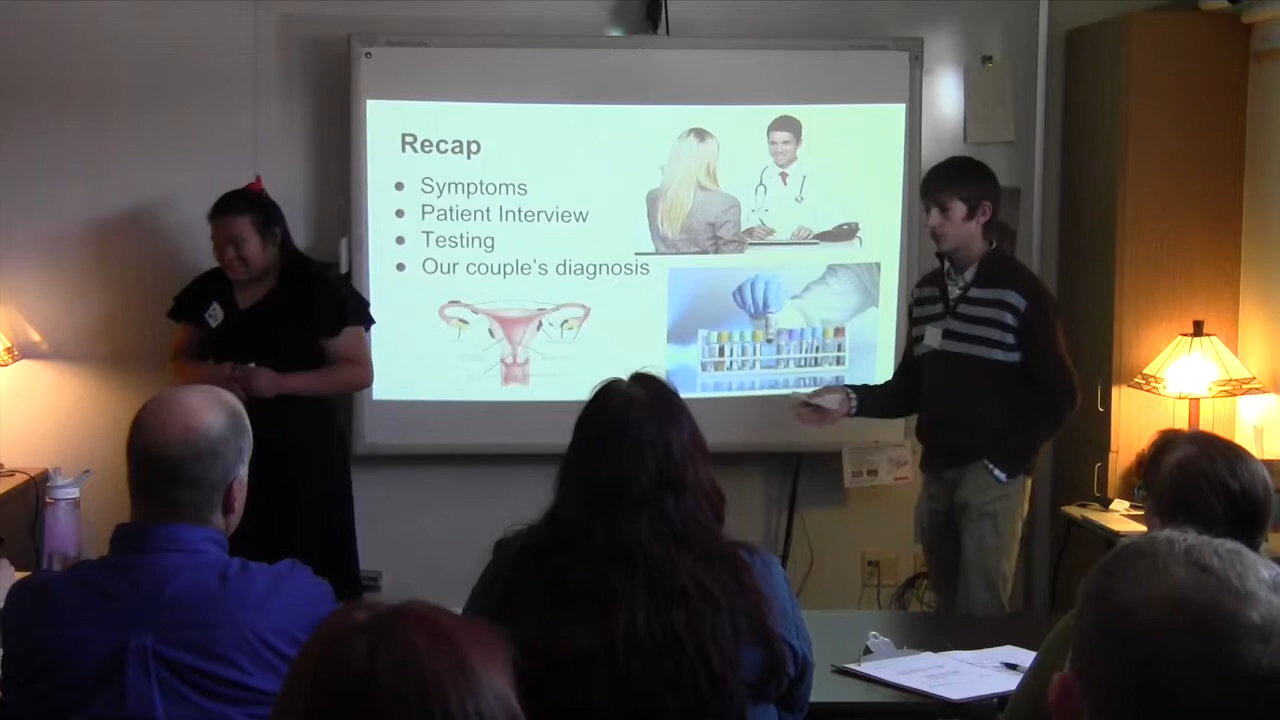 Recap
● Symptoms
● Patient Interview
● Testing
● Our couple's diagnosis